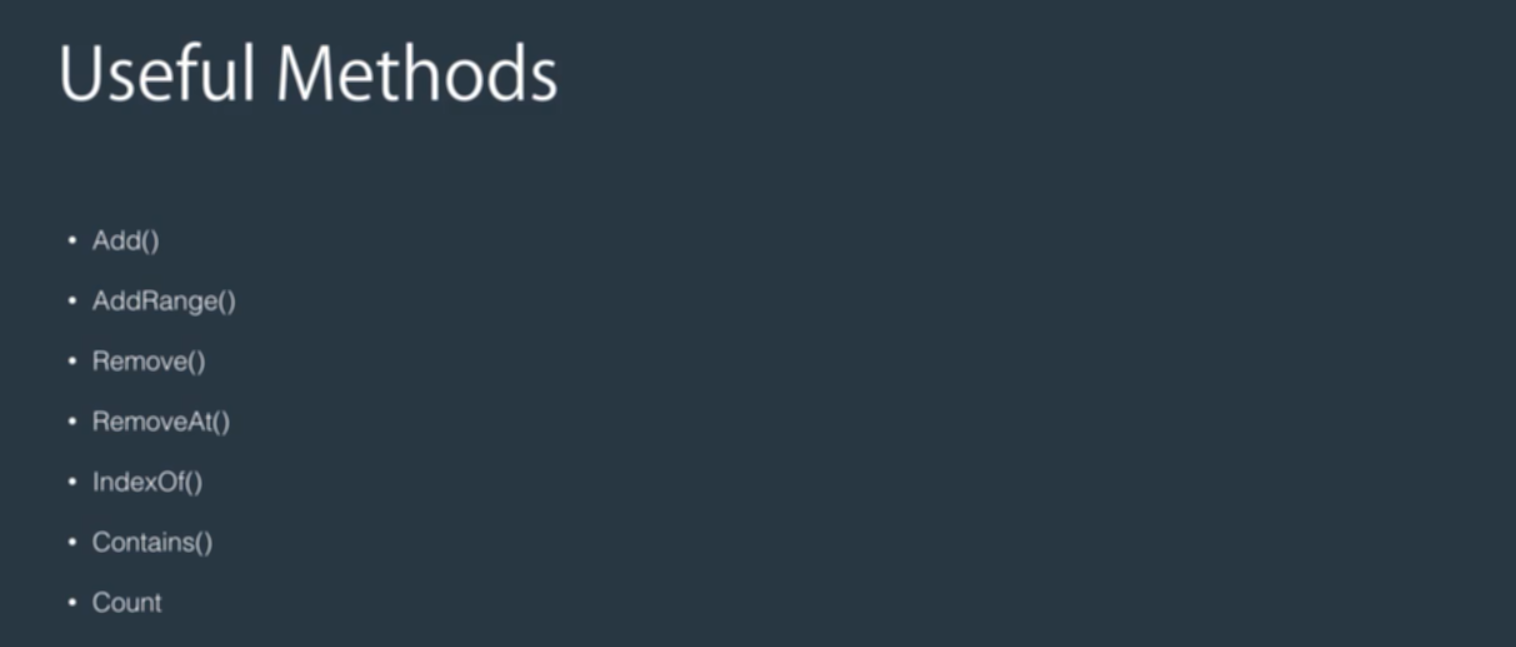 Useful Methods
• Add()
• AddRange()
• Remove()
• RemoveAt()
• IndexOf()
• Contains()
• Count